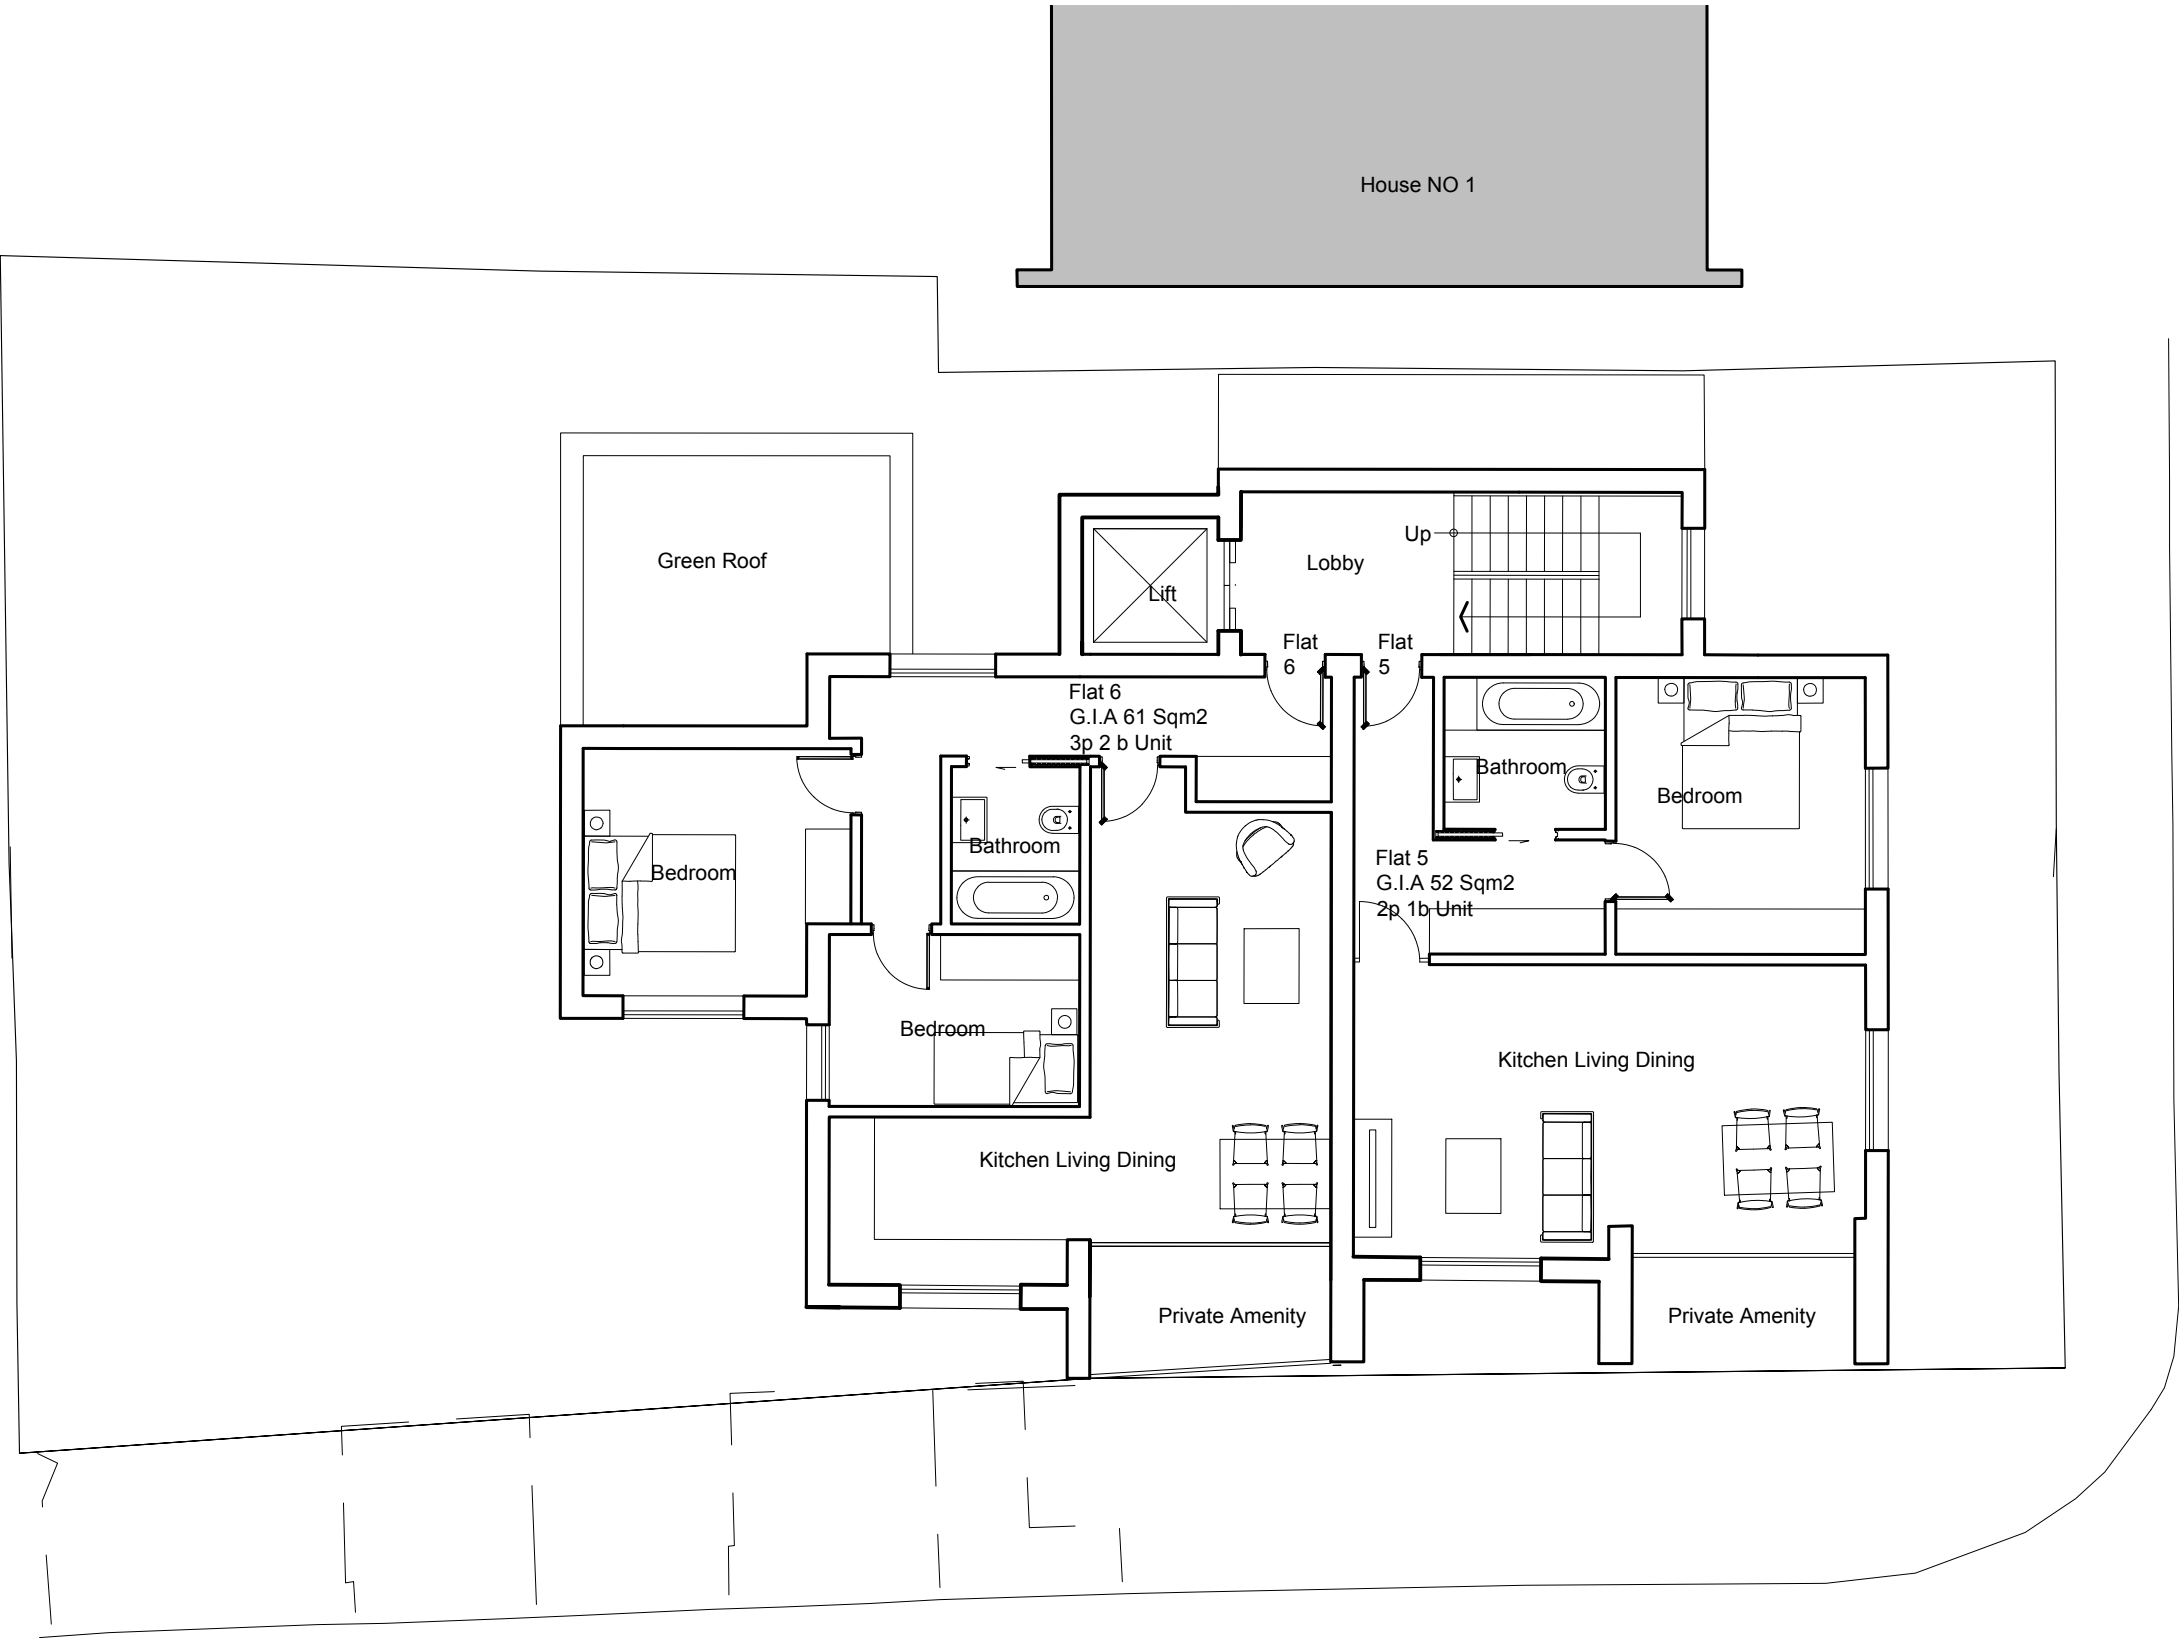 House NO 1
Up
Green Roof
Lobby
Lift
Flat
6
Flat
5
Flat 6
G.I.A 61 Sqm2
3p 2 b Unit
Bathroom
Bedroom
Bathroom
Flat 5
G.I.A 52 Sqm2
2p 1b Unit
Bedroom
Bedroom
Kitchen Living Dining
Kitchen Living Dining
Private Amenity
Private Amenity